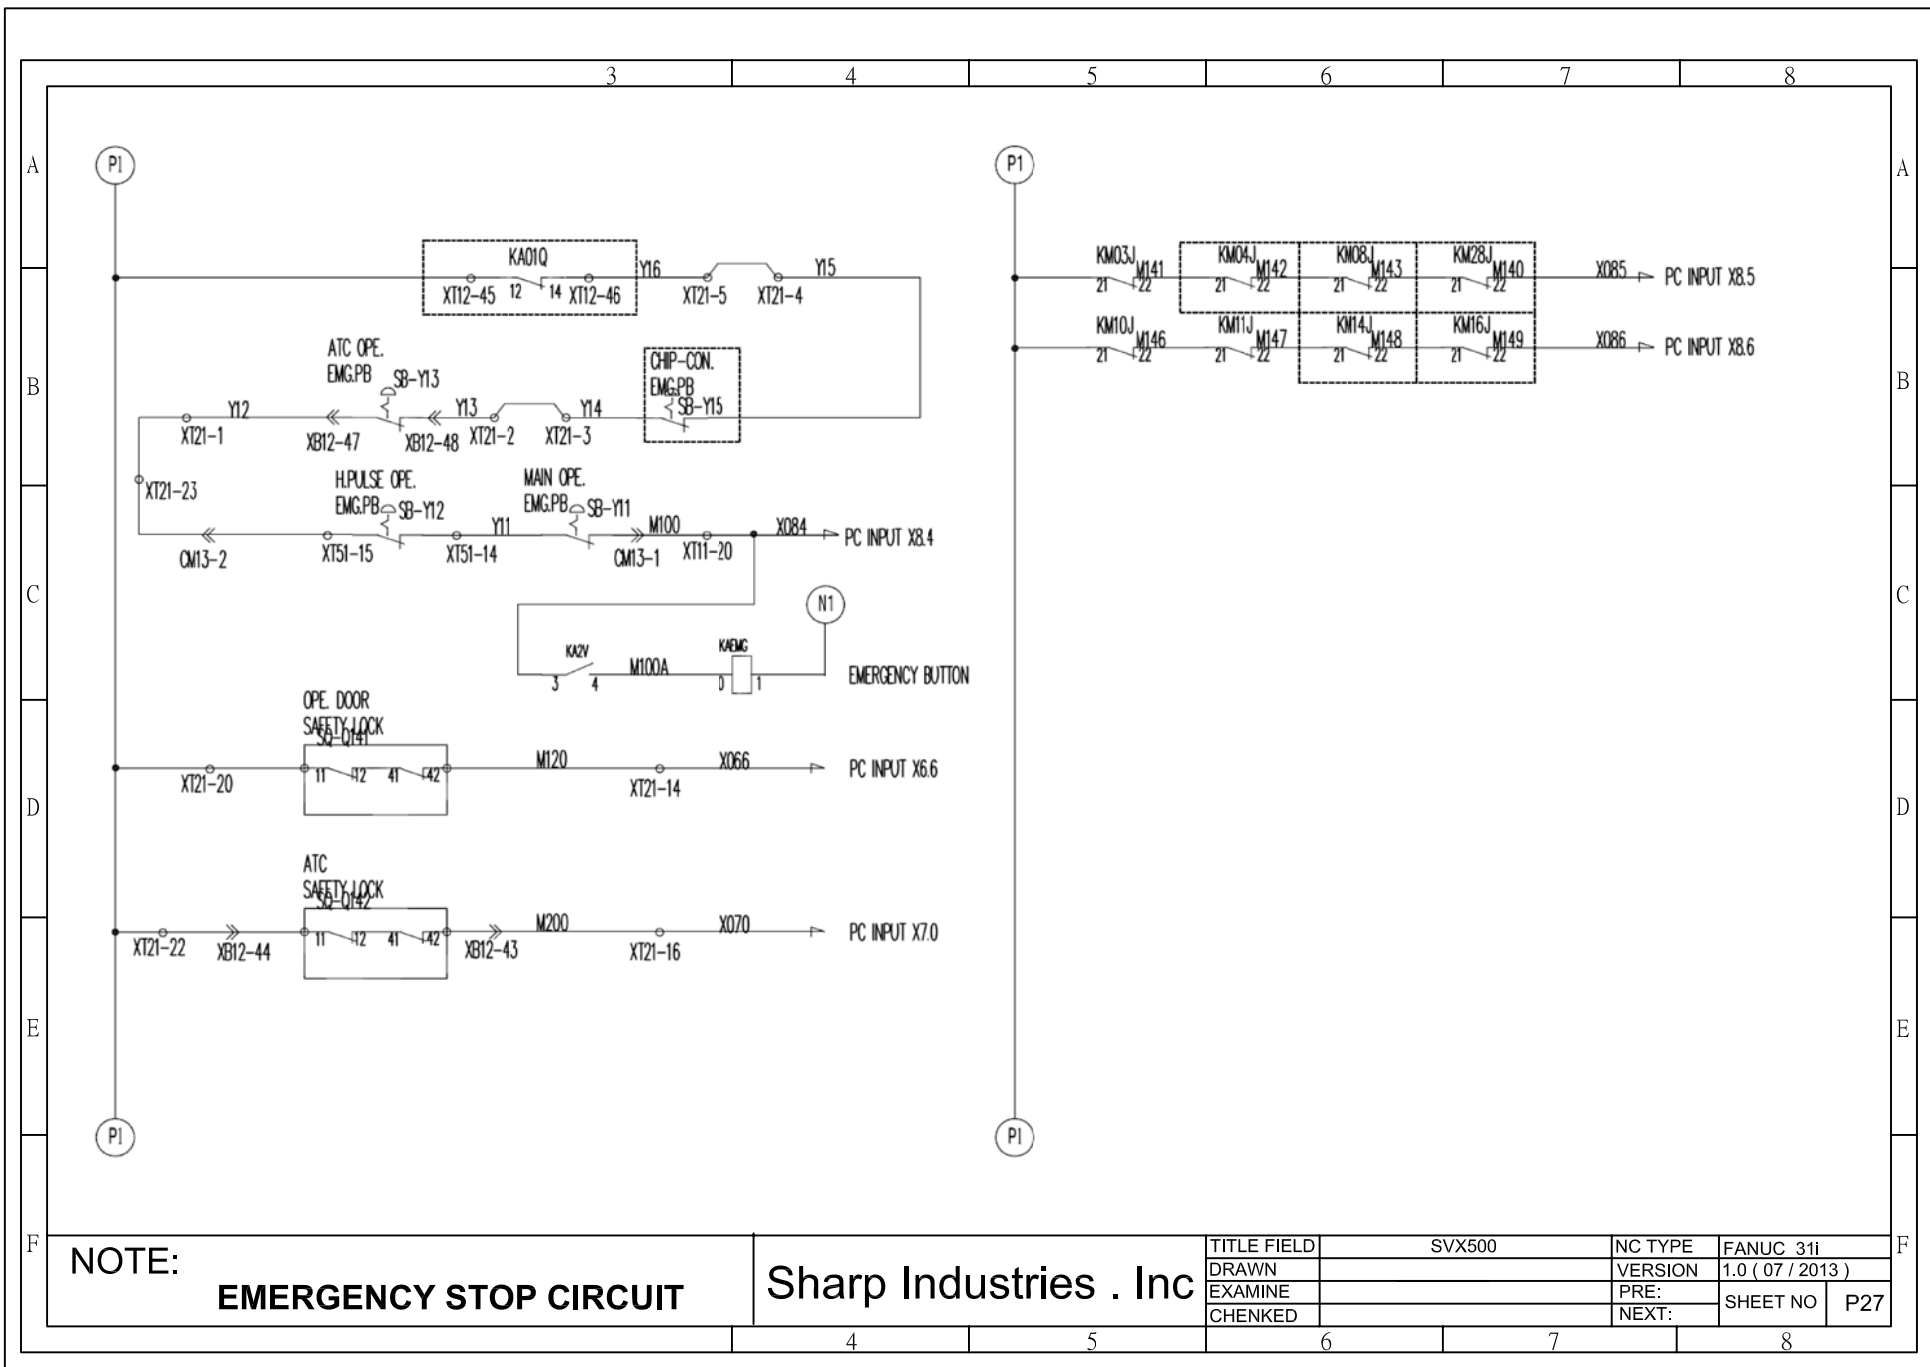 3 4 5 6 7 8
A A
P1 P1
KA01Q
Y16 Y15
XT12-45 12 14 XT12-46 XT21-5 XT21-4
KM03J M141 KM04J M142 KM08J M143 KM28J M140 X085 PC INPUT X8.5
21 22 21 22 21 22 21 22
KM10J M146 KM11J M147 KM14J M148 KM16J M149 X086 PC INPUT X8.6
21 22 21 22 21 22 21 22
B B
ATC OPE.
EMG.PB SB-Y13
CHIP-CON.
EMG.PB
SB-Y15
Y12 Y13 Y14
XT21-1 XB12-47 XB12-48 XT21-2 XT21-3
XT21-23
H.PULSE OPE.
EMG.PB SB-Y12
MAIN OPE.
EMG.PB SB-Y11
Y11 M100 X084 PC INPUT X8.4
CM13-2 XT51-15 XT51-14 CM13-1 XT11-20
C C
N1
KA2V KAEMG
M100A
3 4 0 1
EMERGENCY BUTTON
OPE. DOOR
SAFETY LOCK
SQ-Q141
M120 X066 PC INPUT X6.6
XT21-20 11 12 41 42 XT21-14
D D
ATC
SAFETY LOCK
SQ-Q142
M200 X070 PC INPUT X7.0
XT21-22 XB12-44 11 12 41 42 XB12-43 XT21-16
E E
P1 P1
F F
NOTE:
EMERGENCY STOP CIRCUIT
Sharp Industries . Inc
TITLE FIELD SVX500 NC TYPE FANUC 31i
DRAWN VERSION 1.0 ( 07 / 2013 )
EXAMINE PRE: SHEET NO P27
CHENKED NEXT:
4 5 6 7 8